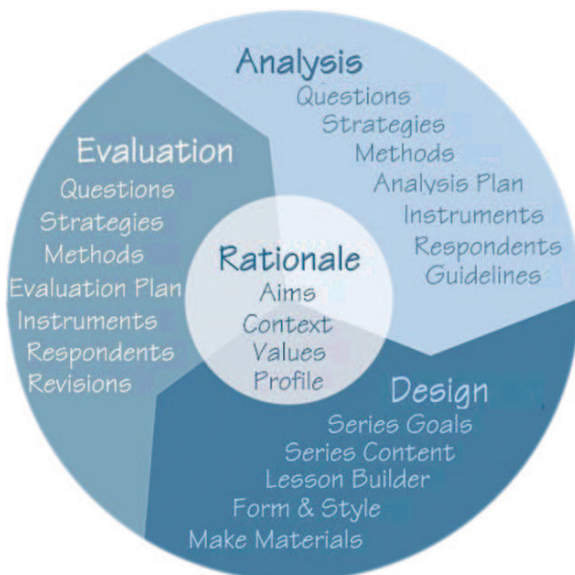 Analysis
Questions
Strategies
Methods
Analysis Plan
Instruments
Respondents
Guidelines
Evaluation
Questions
Strategies
Methods
Evaluation Plan
Instruments
Respondents
Revisions
Rationale
Aims
Context
Values
Profile
Design
Series Goals
Series Content
Lesson Builder
Form & Style
Make Materials